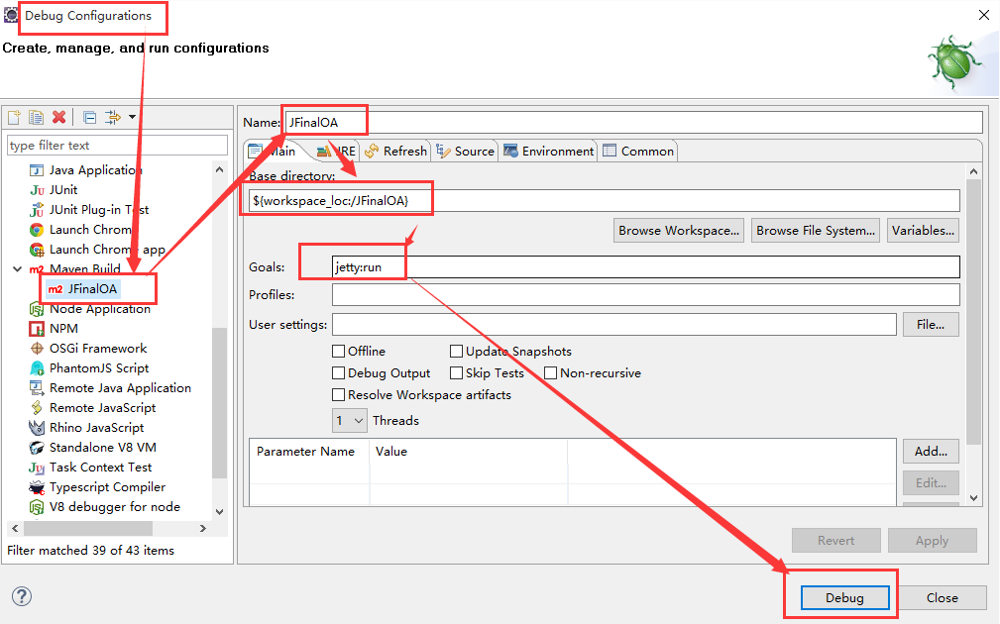 Debug Configurations
Create, manage, and run configurations
type filter text
Java Application
JUnit
JUnit Plug-in Test
Launch Chrome
Launch Chrome app
Maven Build
m2 JFinalOA
Node Application
NPM
OSGi Framework
PhantomJS Script
Remote Java Application
Remote JavaScript
Rhino JavaScript
Standalone V8 VM
Task Context Test
Typescript Compiler
V8 debugger for node
Filter matched 39 of 43 items
Name: JFinalOA
Main JRE Refresh Source Environment Common
Base directory:
${workspace_loc:/JFinalOA}
Browse Workspace... Browse File System... Variables...
Goals: jetty:run
Profiles:
User settings: File...
Offline Update Snapshots
Debug Output Skip Tests Non-recursive
Resolve Workspace artifacts
1 Threads
Parameter Name Value
Add...
Edit...
Revert Apply
? Debug Close